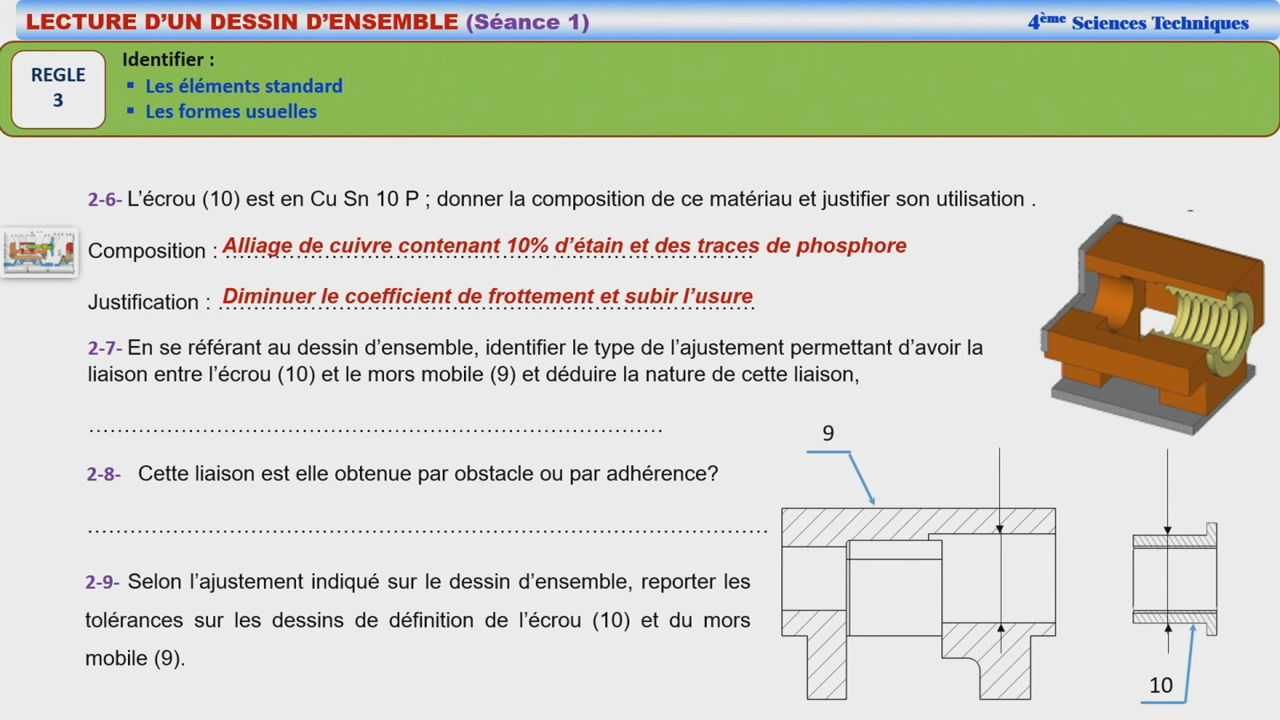 LECTURE D'UN DESSIN D'ENSEMBLE (Séance 1)
4ème Sciences Techniques
REGLE
3
Identifier :
▪ Les éléments standard
▪ Les formes usuelles
2-6- L'écrou (10) est en Cu Sn 10 P ; donner la composition de ce matériau et justifier son utilisation .
Composition : Alliage de cuivre contenant 10% d'étain et des traces de phosphore
Justification : Diminuer le coefficient de frottement et subir l'usure
2-7- En se référant au dessin d'ensemble, identifier le type de l'ajustement permettant d'avoir la
liaison entre l'écrou (10) et le mors mobile (9) et déduire la nature de cette liaison,
2-8- Cette liaison est elle obtenue par obstacle ou par adhérence?
2-9- Selon l'ajustement indiqué sur le dessin d'ensemble, reporter les
tolérances sur les dessins de définition de l'écrou (10) et du mors
mobile (9).
9
10